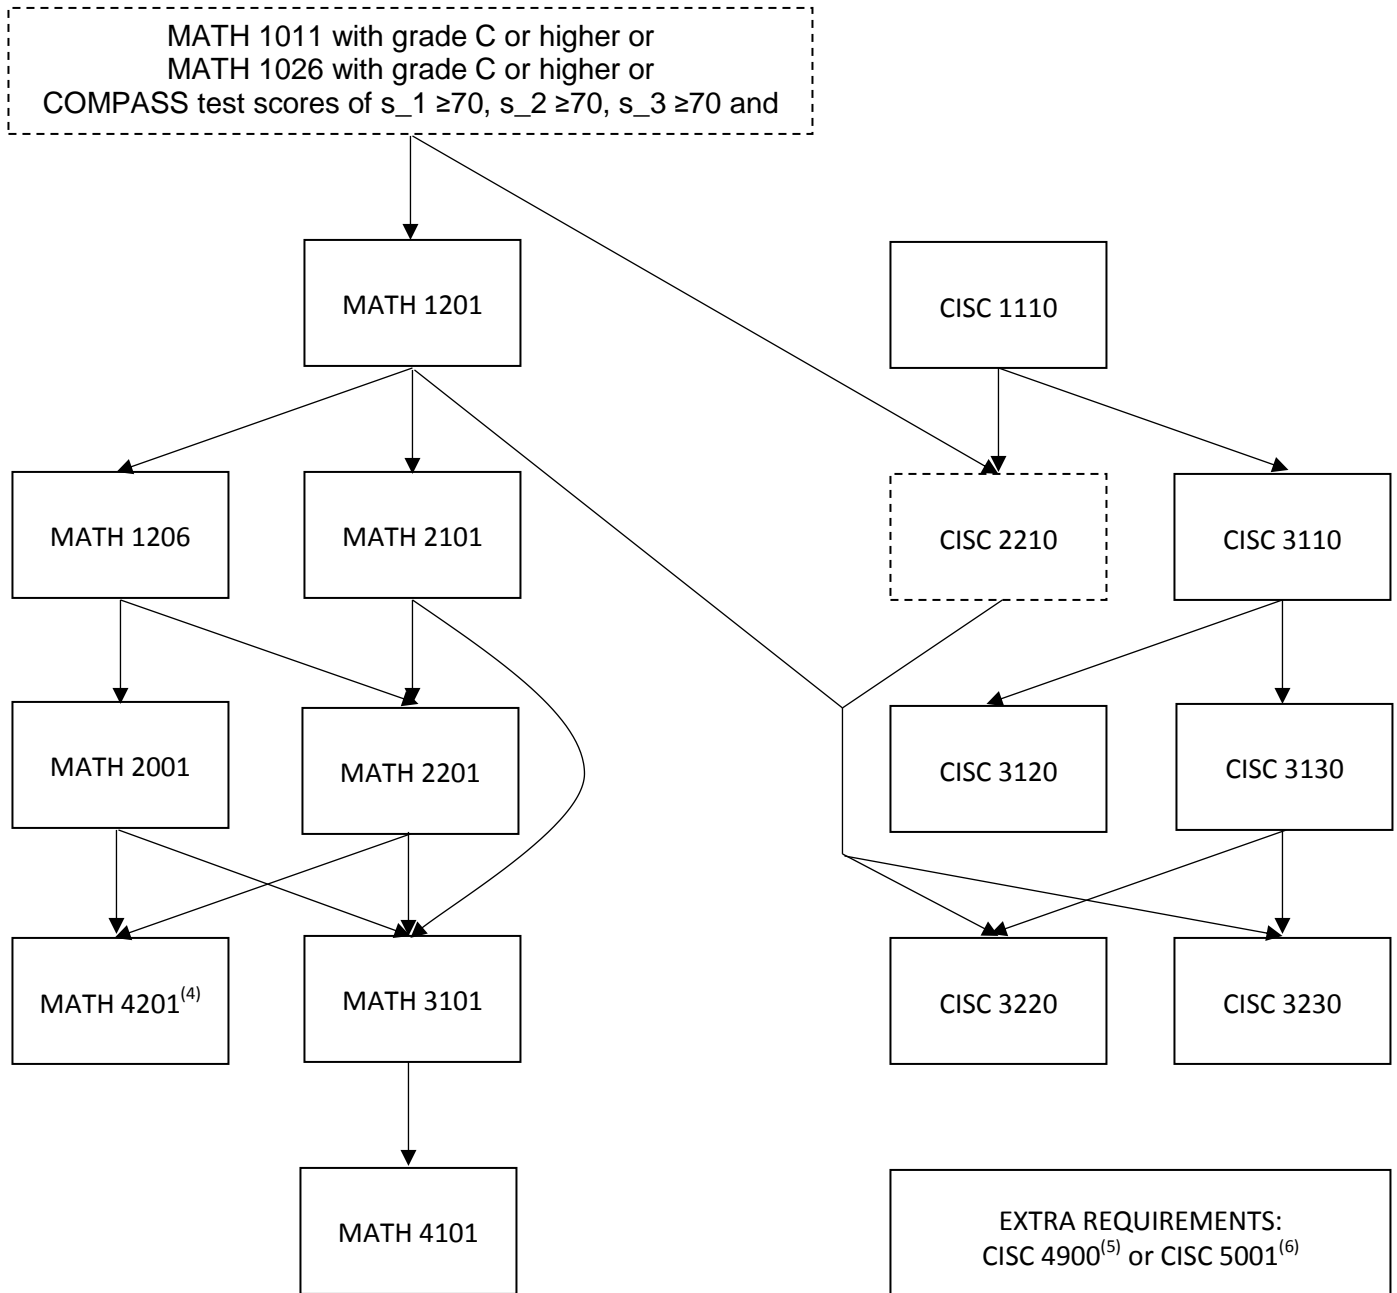 MATH 1011 with grade C or higher or
MATH 1026 with grade C or higher or
COMPASS test scores of s_1 ≥70, s_2 ≥70, s_3 ≥70 and
MATH 1201
CISC 1110
MATH 1206
MATH 2101
CISC 2210
CISC 3110
MATH 2001
MATH 2201
CISC 3120
CISC 3130
MATH 4201(4)
MATH 3101
CISC 3220
CISC 3230
MATH 4101
EXTRA REQUIREMENTS:
CISC 4900(5) or CISC 5001(6)